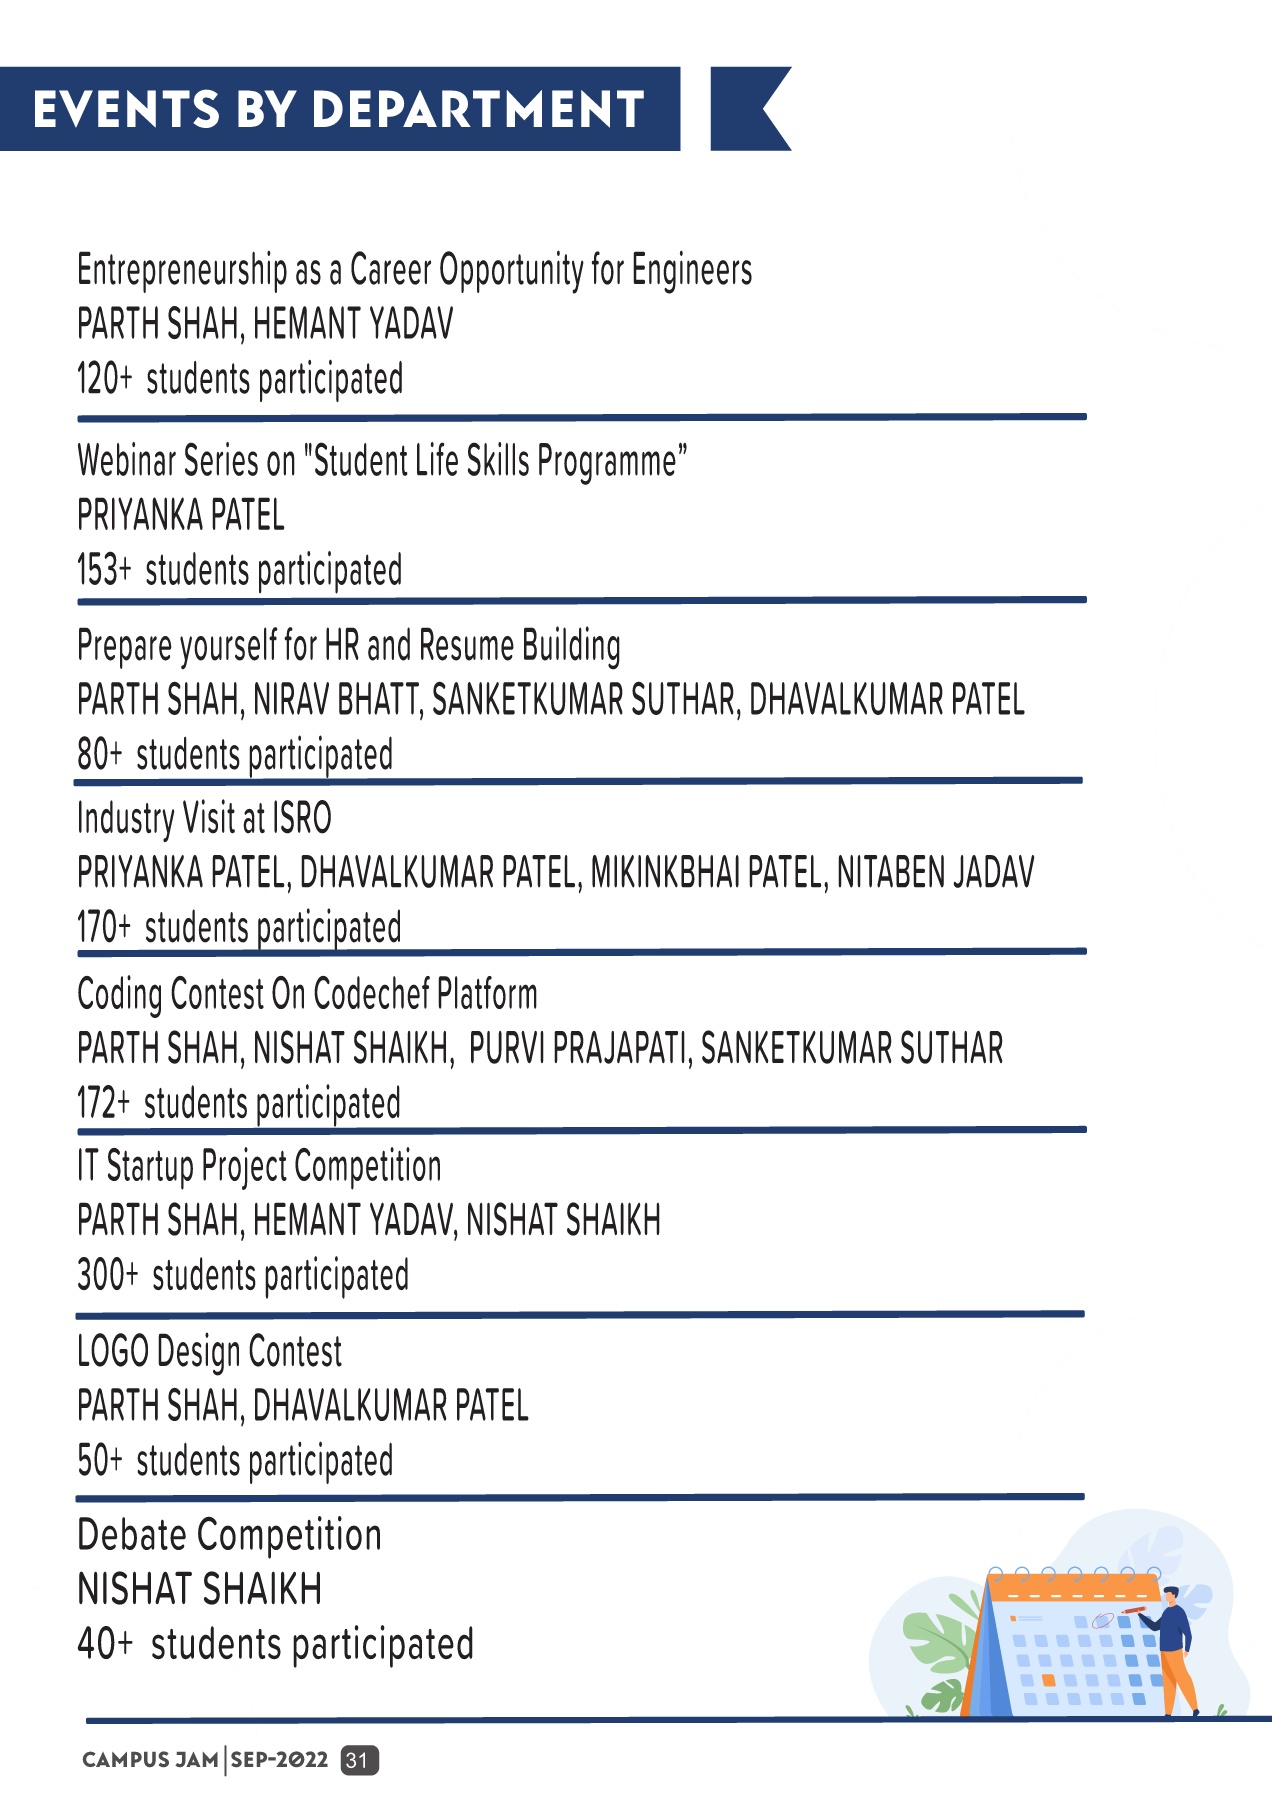 EVENTS BY DEPARTMENT
Entrepreneurship as a Career Opportunity for Engineers
PARTH SHAH, HEMANT YADAV
120+ students participated
Webinar Series on "Student Life Skills Programme”
PRIYANKA PATEL
153+ students participated
Prepare yourself for HR and Resume Building
PARTH SHAH, NIRAV BHATT, SANKETKUMAR SUTHAR, DHAVALKUMAR PATEL
80+ students participated
Industry Visit at ISRO
PRIYANKA PATEL, DHAVALKUMAR PATEL, MIKINKBHAI PATEL, NITABEN JADAV
170+ students participated
Coding Contest On Codechef Platform
PARTH SHAH, NISHAT SHAIKH, PURVI PRAJAPATI, SANKETKUMAR SUTHAR
172+ students participated
IT Startup Project Competition
PARTH SHAH, HEMANT YADAV, NISHAT SHAIKH
300+ students participated
LOGO Design Contest
PARTH SHAH, DHAVALKUMAR PATEL
50+ students participated
Debate Competition
NISHAT SHAIKH
40+ students participated
CAMPUS JAM|SEP-2022 31